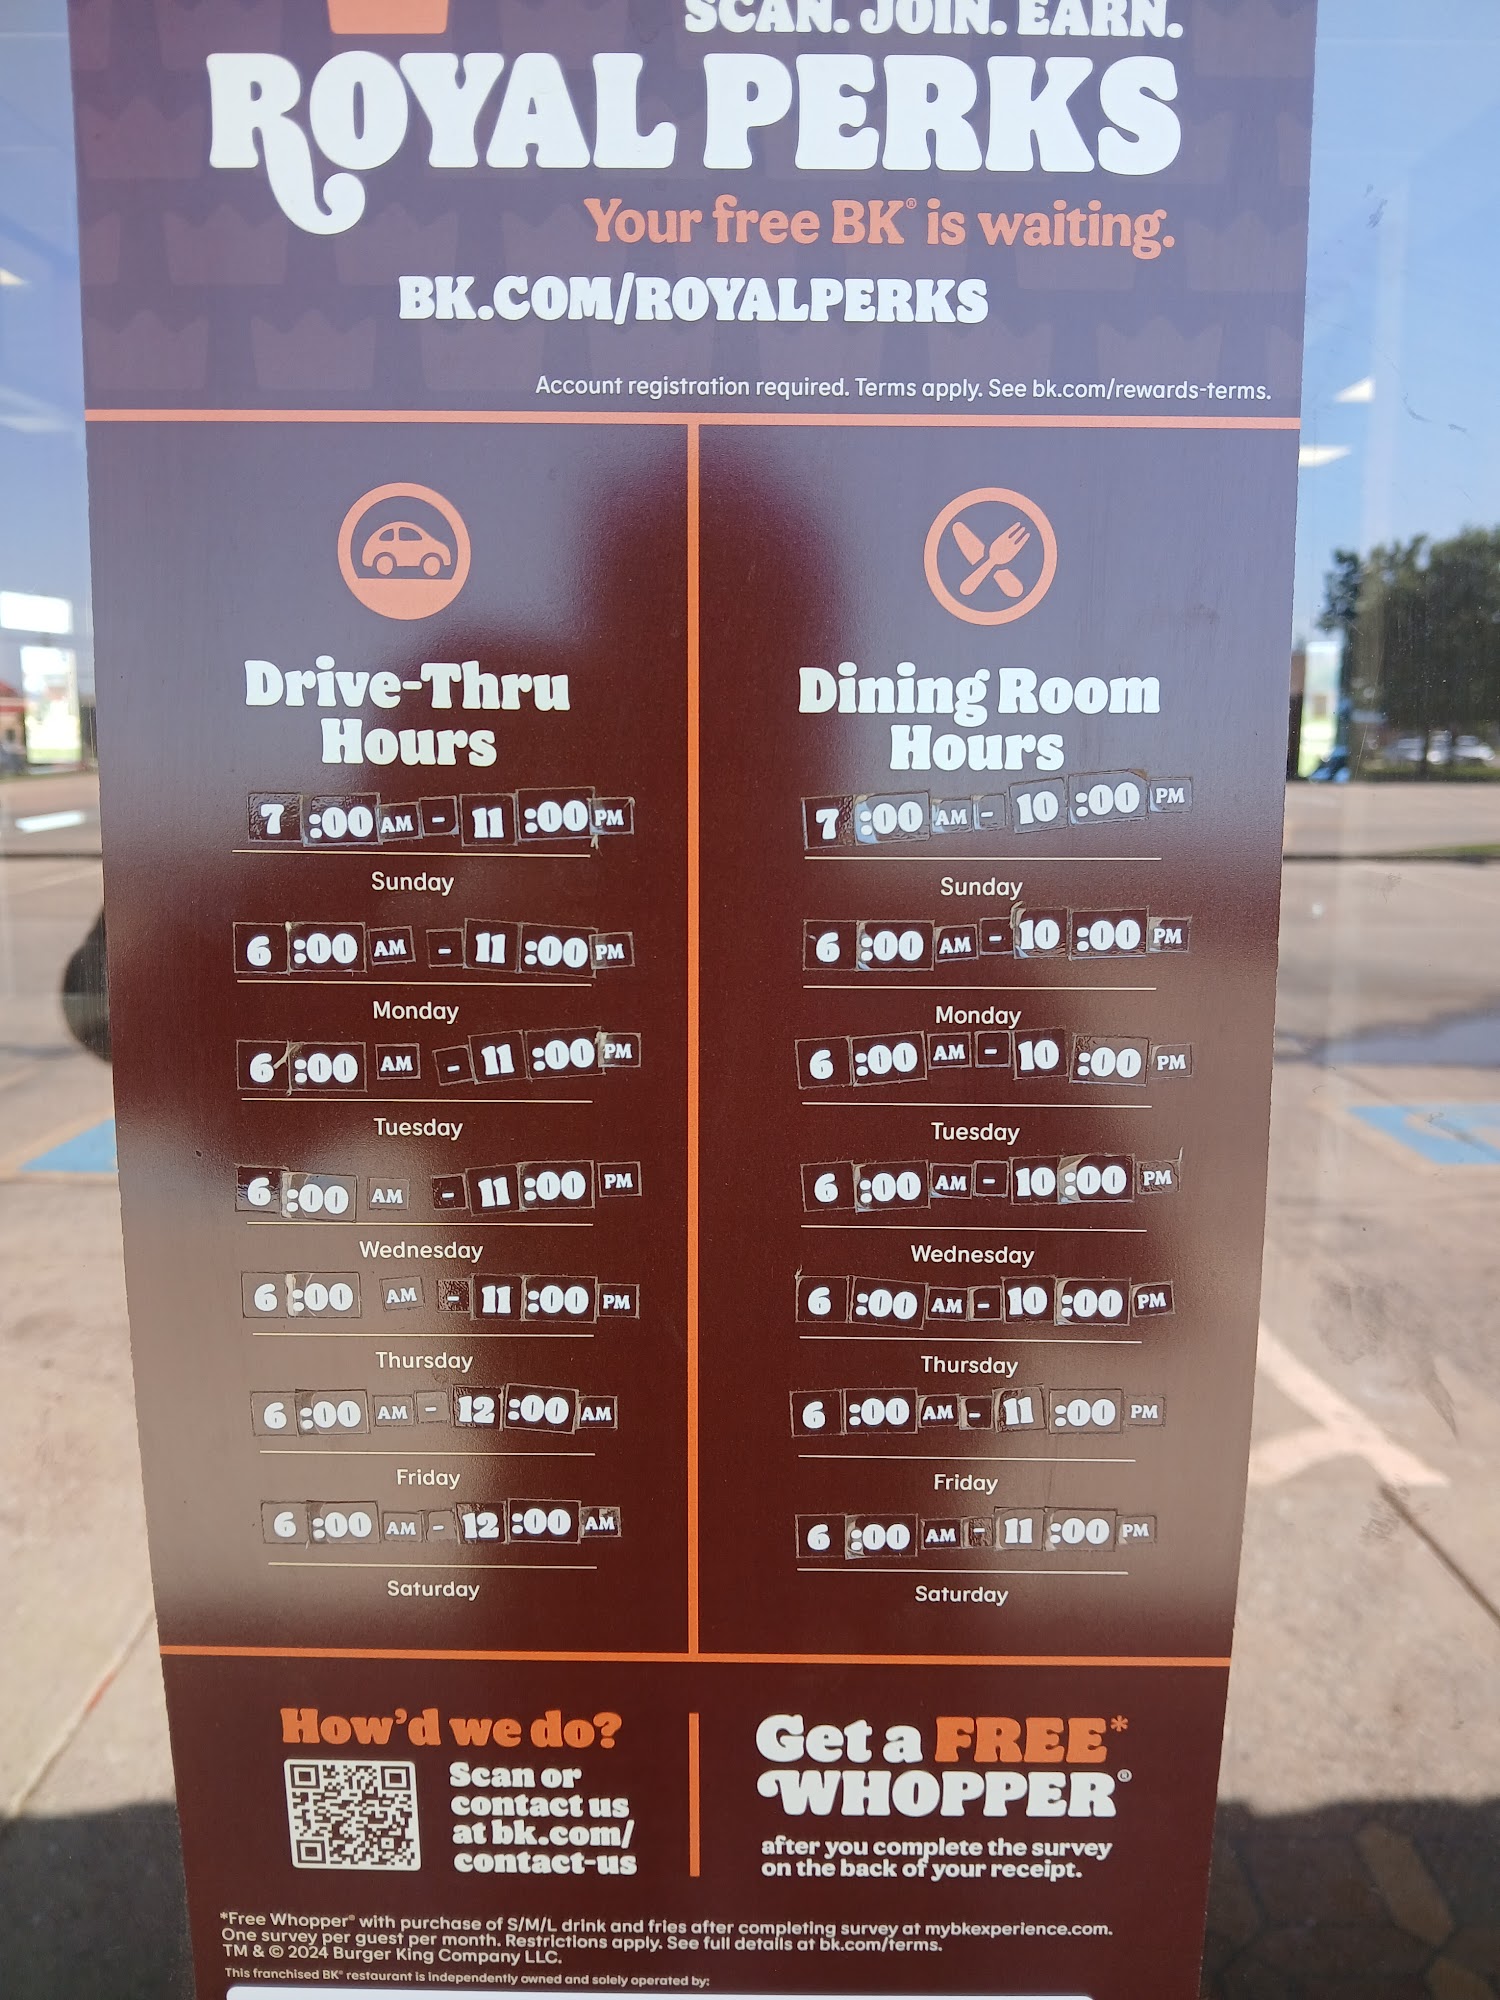 SCAN. JOIN. EARN.
ROYAL PERKS
Your free BK® is waiting.
BK.COM/ROYALPERKS
Account registration required. Terms apply. See bk.com/rewards-terms.
Drive-Thru
Hours
7 :00 AM - 11 :00 PM
Sunday
6 :00 AM - 11 :00 PM
Monday
6 :00 AM - 11 :00 PM
Tuesday
6 :00 AM - 11 :00 PM
Wednesday
6 :00 AM - 11 :00 PM
Thursday
6 :00 AM - 12 :00 AM
Friday
6 :00 AM - 12 :00 AM
Saturday
Dining Room
Hours
7 :00 AM - 10 :00 PM
Sunday
6 :00 AM - 10 :00 PM
Monday
6 :00 AM - 10 :00 PM
Tuesday
6 :00 AM - 10 :00 PM
Wednesday
6 :00 AM - 10 :00 PM
Thursday
6 :00 AM - 11 :00 PM
Friday
6 :00 AM - 11 :00 PM
Saturday
How'd we do?
Scan or
contact us
at bk.com/
contact-us
Get a FREE*
WHOPPER®
after you complete the survey
on the back of your receipt.
*Free Whopper® with purchase of S/M/L drink and fries after completing survey at mybkexperience.com.
One survey per guest per month. Restrictions apply. See full details at bk.com/terms.
TM & © 2024 Burger King Company LLC.
This franchised BK® restaurant is independently owned and solely operated by: